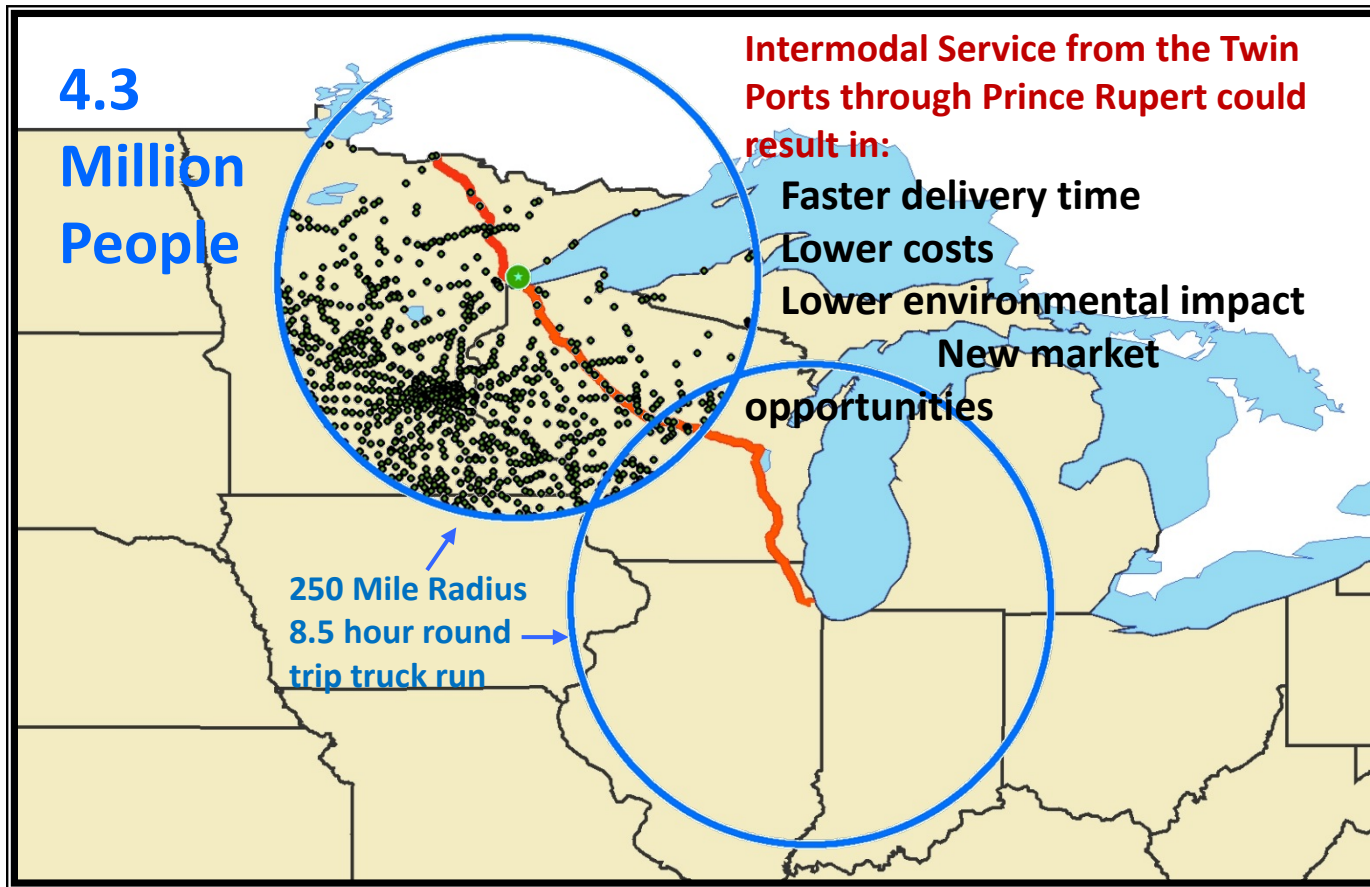 4.3
Million
People
Intermodal Service from the Twin
Ports through Prince Rupert could
result in:
Faster delivery time
Lower costs
Lower environmental impact
New market
opportunities
250 Mile Radius
8.5 hour round
trip truck run